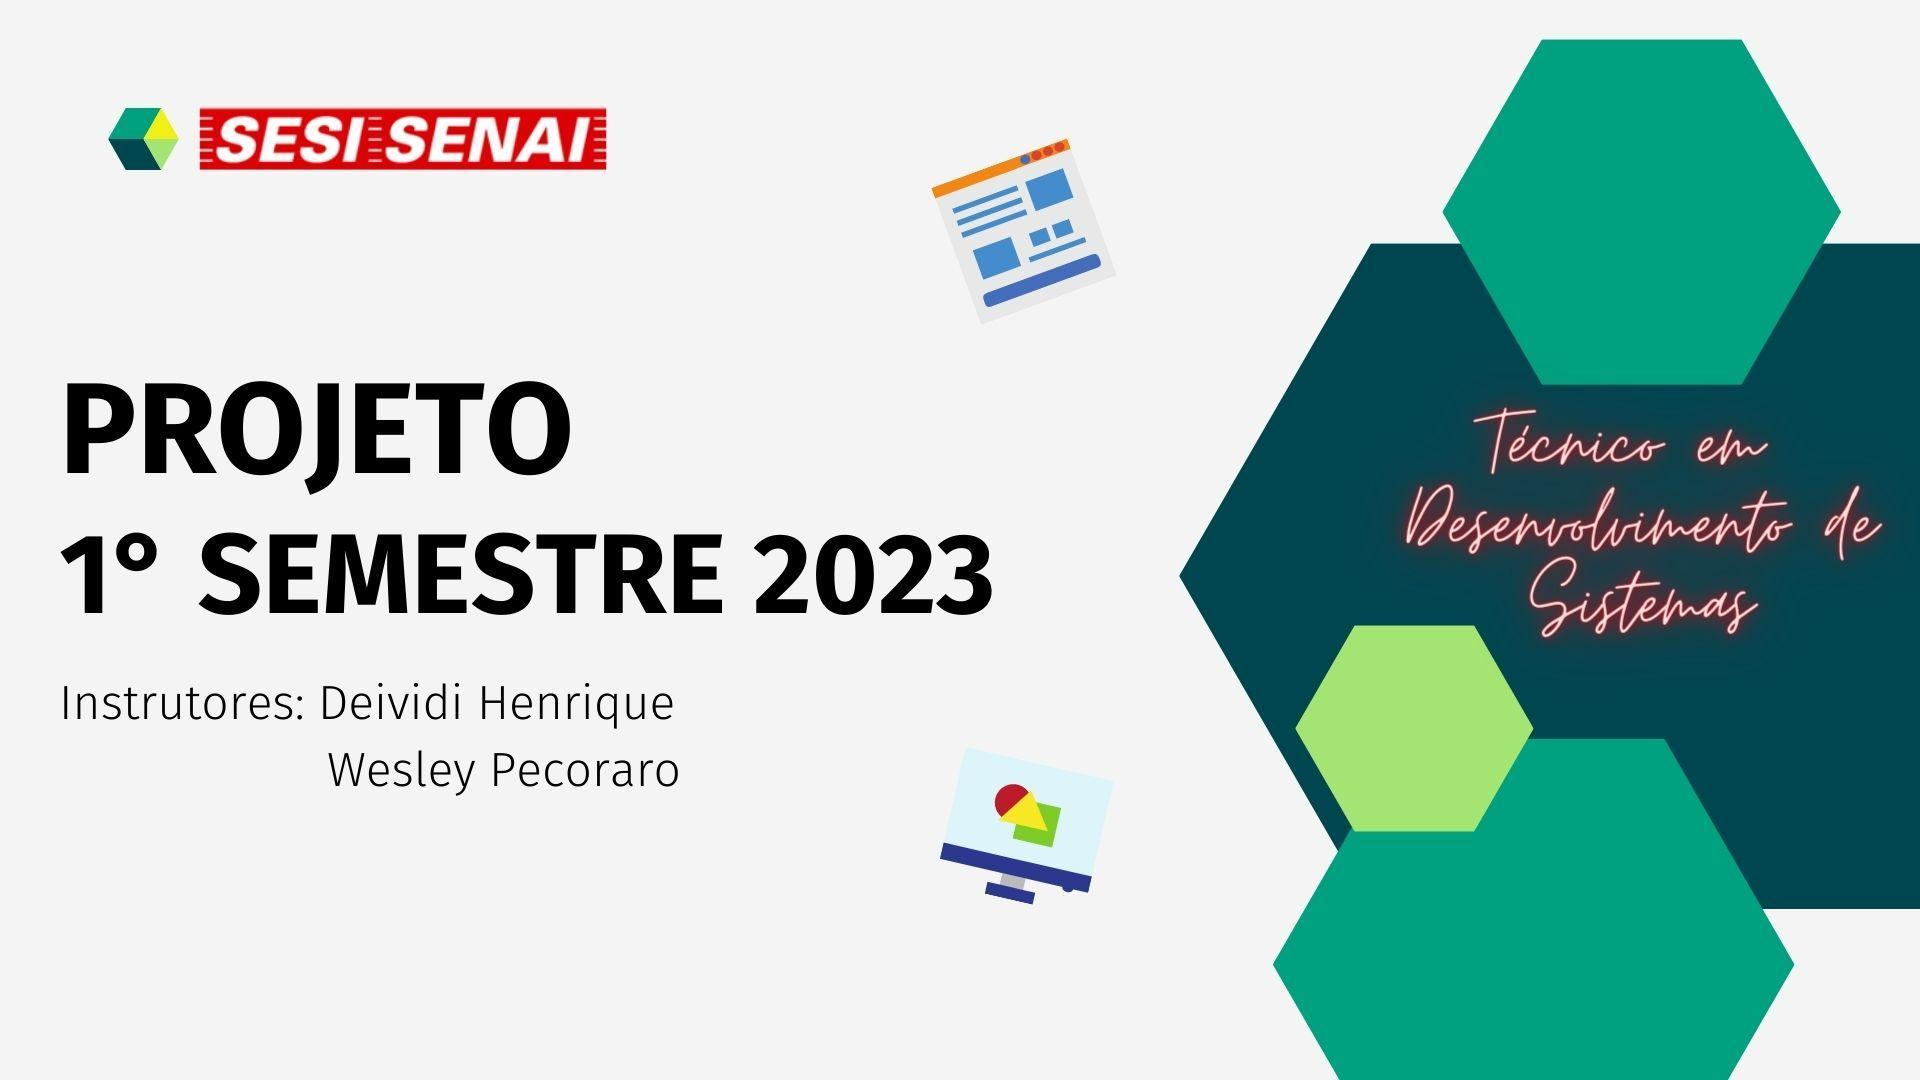 SESI SENAI
PROJETO
1° SEMESTRE 2023
Instrutores: Deividi Henrique
Wesley Pecoraro
Técnico em
Desenvolvimento de
Sistemas